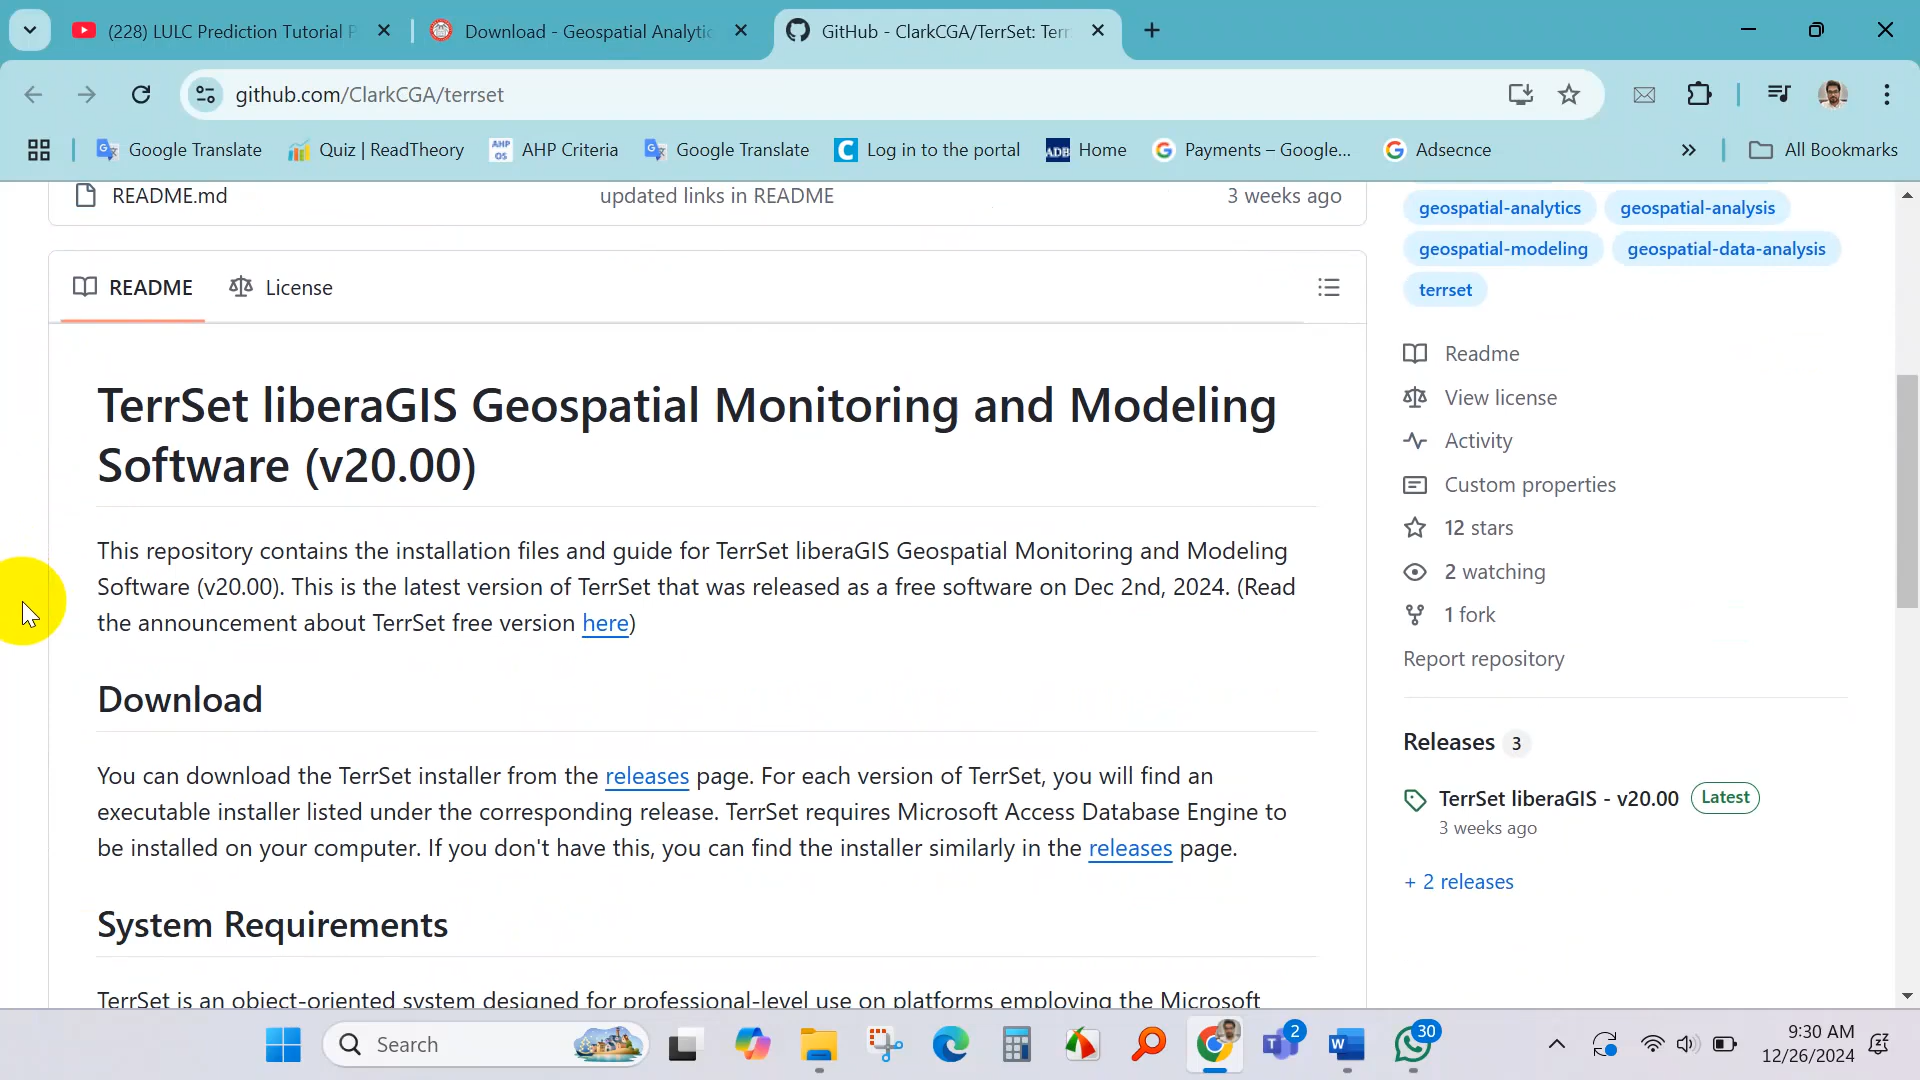 (228) LULC Prediction Tutorial P
Download - Geospatial Analytic
GitHub - ClarkCGA/TerrSet: Terr
github.com/ClarkCGA/terrset
Google Translate
Quiz | ReadTheory
AHP OS
AHP Criteria
Google Translate
Log in to the portal
ADB
Home
Payments – Google...
Adsecnce
»
All Bookmarks
README.md
updated links in README
3 weeks ago
README
License
TerrSet liberaGIS Geospatial Monitoring and Modeling
Software (v20.00)
This repository contains the installation files and guide for TerrSet liberaGIS Geospatial Monitoring and Modeling
Software (v20.00). This is the latest version of TerrSet that was released as a free software on Dec 2nd, 2024. (Read
the announcement about TerrSet free version here)
Download
You can download the TerrSet installer from the releases page. For each version of TerrSet, you will find an
executable installer listed under the corresponding release. TerrSet requires Microsoft Access Database Engine to
be installed on your computer. If you don't have this, you can find the installer similarly in the releases page.
System Requirements
TerrSet is an object-oriented system designed for professional-level use on platforms employing the Microsoft
geospatial-analytics
geospatial-analysis
geospatial-modeling
geospatial-data-analysis
terrset
Readme
View license
Activity
Custom properties
12 stars
2 watching
1 fork
Report repository
Releases 3
TerrSet liberaGIS - v20.00
Latest
3 weeks ago
+ 2 releases
Search
2
30
9:30 AM
12/26/2024